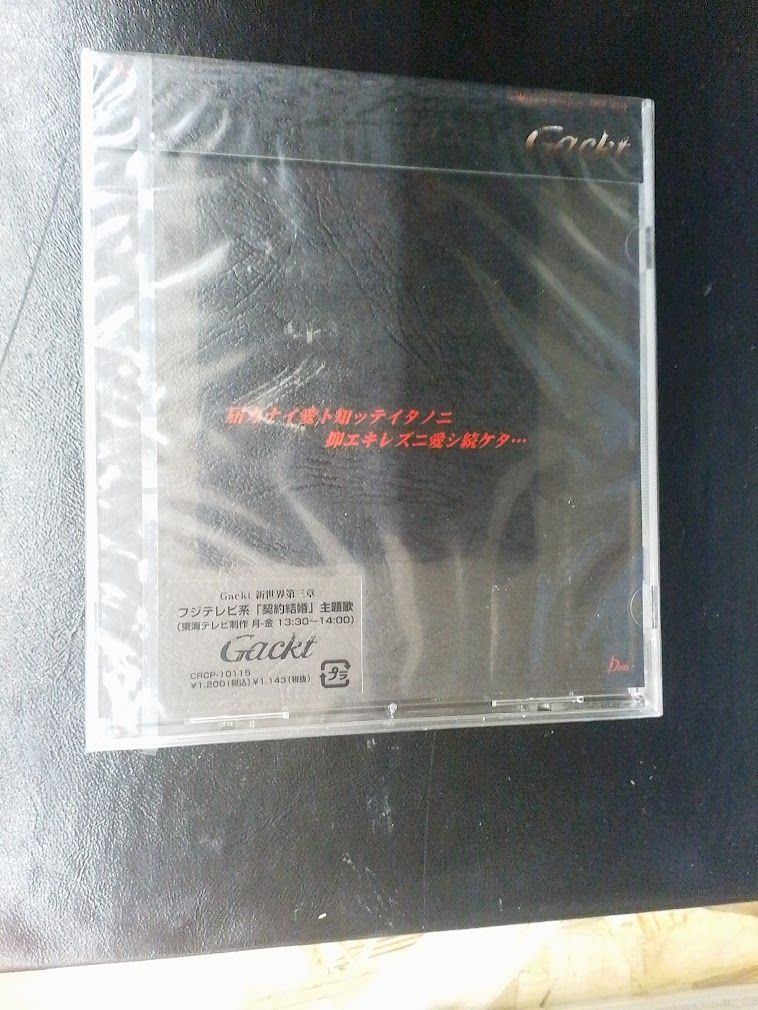 Gackt
届カナイ愛ト知ッテイタノニ
抑エキレズニ愛シ続ケタ…
Gackt 新世界第三章
フジテレビ系「契約結婚」主題歌
(東海テレビ制作 月-金 13:30～14:00)
Gackt
CRCP-10115
¥1,200(税込)¥1,143(税抜)
プラ